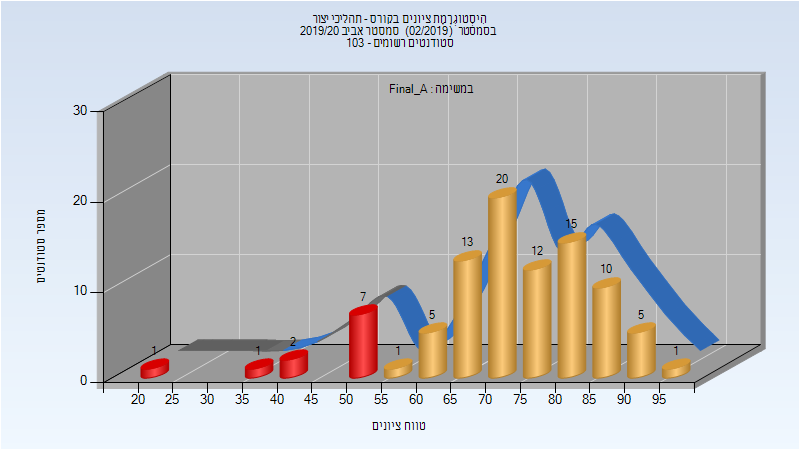 היסטוגרמת ציונים בקורס - תהליכי יצור
בסמסטר (02/2019) סמסטר אביב 2019/20
סטודנטים רשומים - 103
במשימה : Final_A
מספר סטודנטים
30
20
10
0
1
1
2
7
1
5
13
20
12
15
10
5
1
20 25 30 35 40 45 50 55 60 65 70 75 80 85 90 95
טווח ציונים